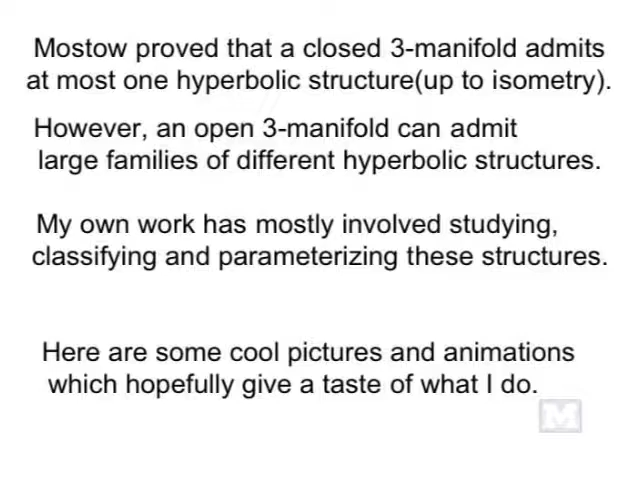 Mostow proved that a closed 3-manifold admits
at most one hyperbolic structure(up to isometry).
However, an open 3-manifold can admit
large families of different hyperbolic structures.
My own work has mostly involved studying,
classifying and parameterizing these structures.
Here are some cool pictures and animations
which hopefully give a taste of what I do.
M